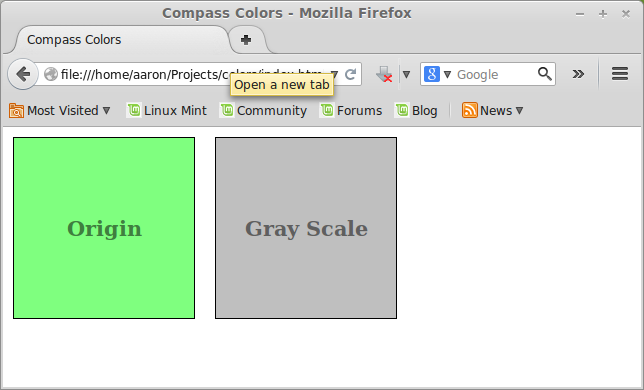 Compass Colors - Mozilla Firefox
Compass Colors
file:///home/aaron/Projects/colors/index.htm
Google
Open a new tab
Most Visited Linux Mint Community Forums Blog News
Origin Gray Scale